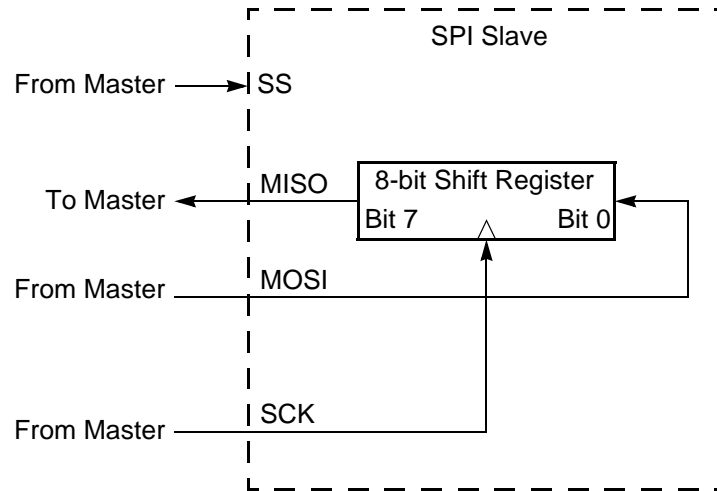 SPI Slave
From Master
SS
To Master
MISO
8-bit Shift Register
Bit 7
Bit 0
From Master
MOSI
From Master
SCK